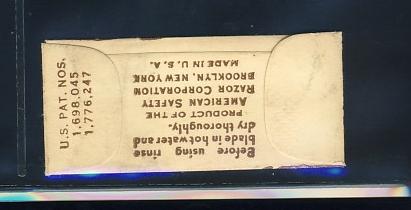 U.S. PAT. NOS.
1,698,045
1,776,247
Before using rinse
blade in hot water and
dry thoroughly.
PRODUCT OF THE
AMERICAN SAFETY
RAZOR CORPORATION
BROOKLYN, NEW YORK
MADE IN U.S.A.